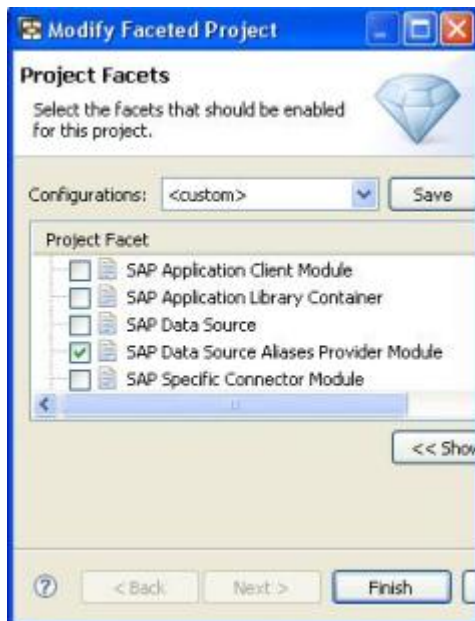 Modify Faceted Project
Project Facets
Select the facets that should be enabled
for this project.
Configurations: <custom> Save
Project Facet
SAP Application Client Module
SAP Application Library Container
SAP Data Source
SAP Data Source Aliases Provider Module
SAP Specific Connector Module
<< Show
? < Back Next > Finish